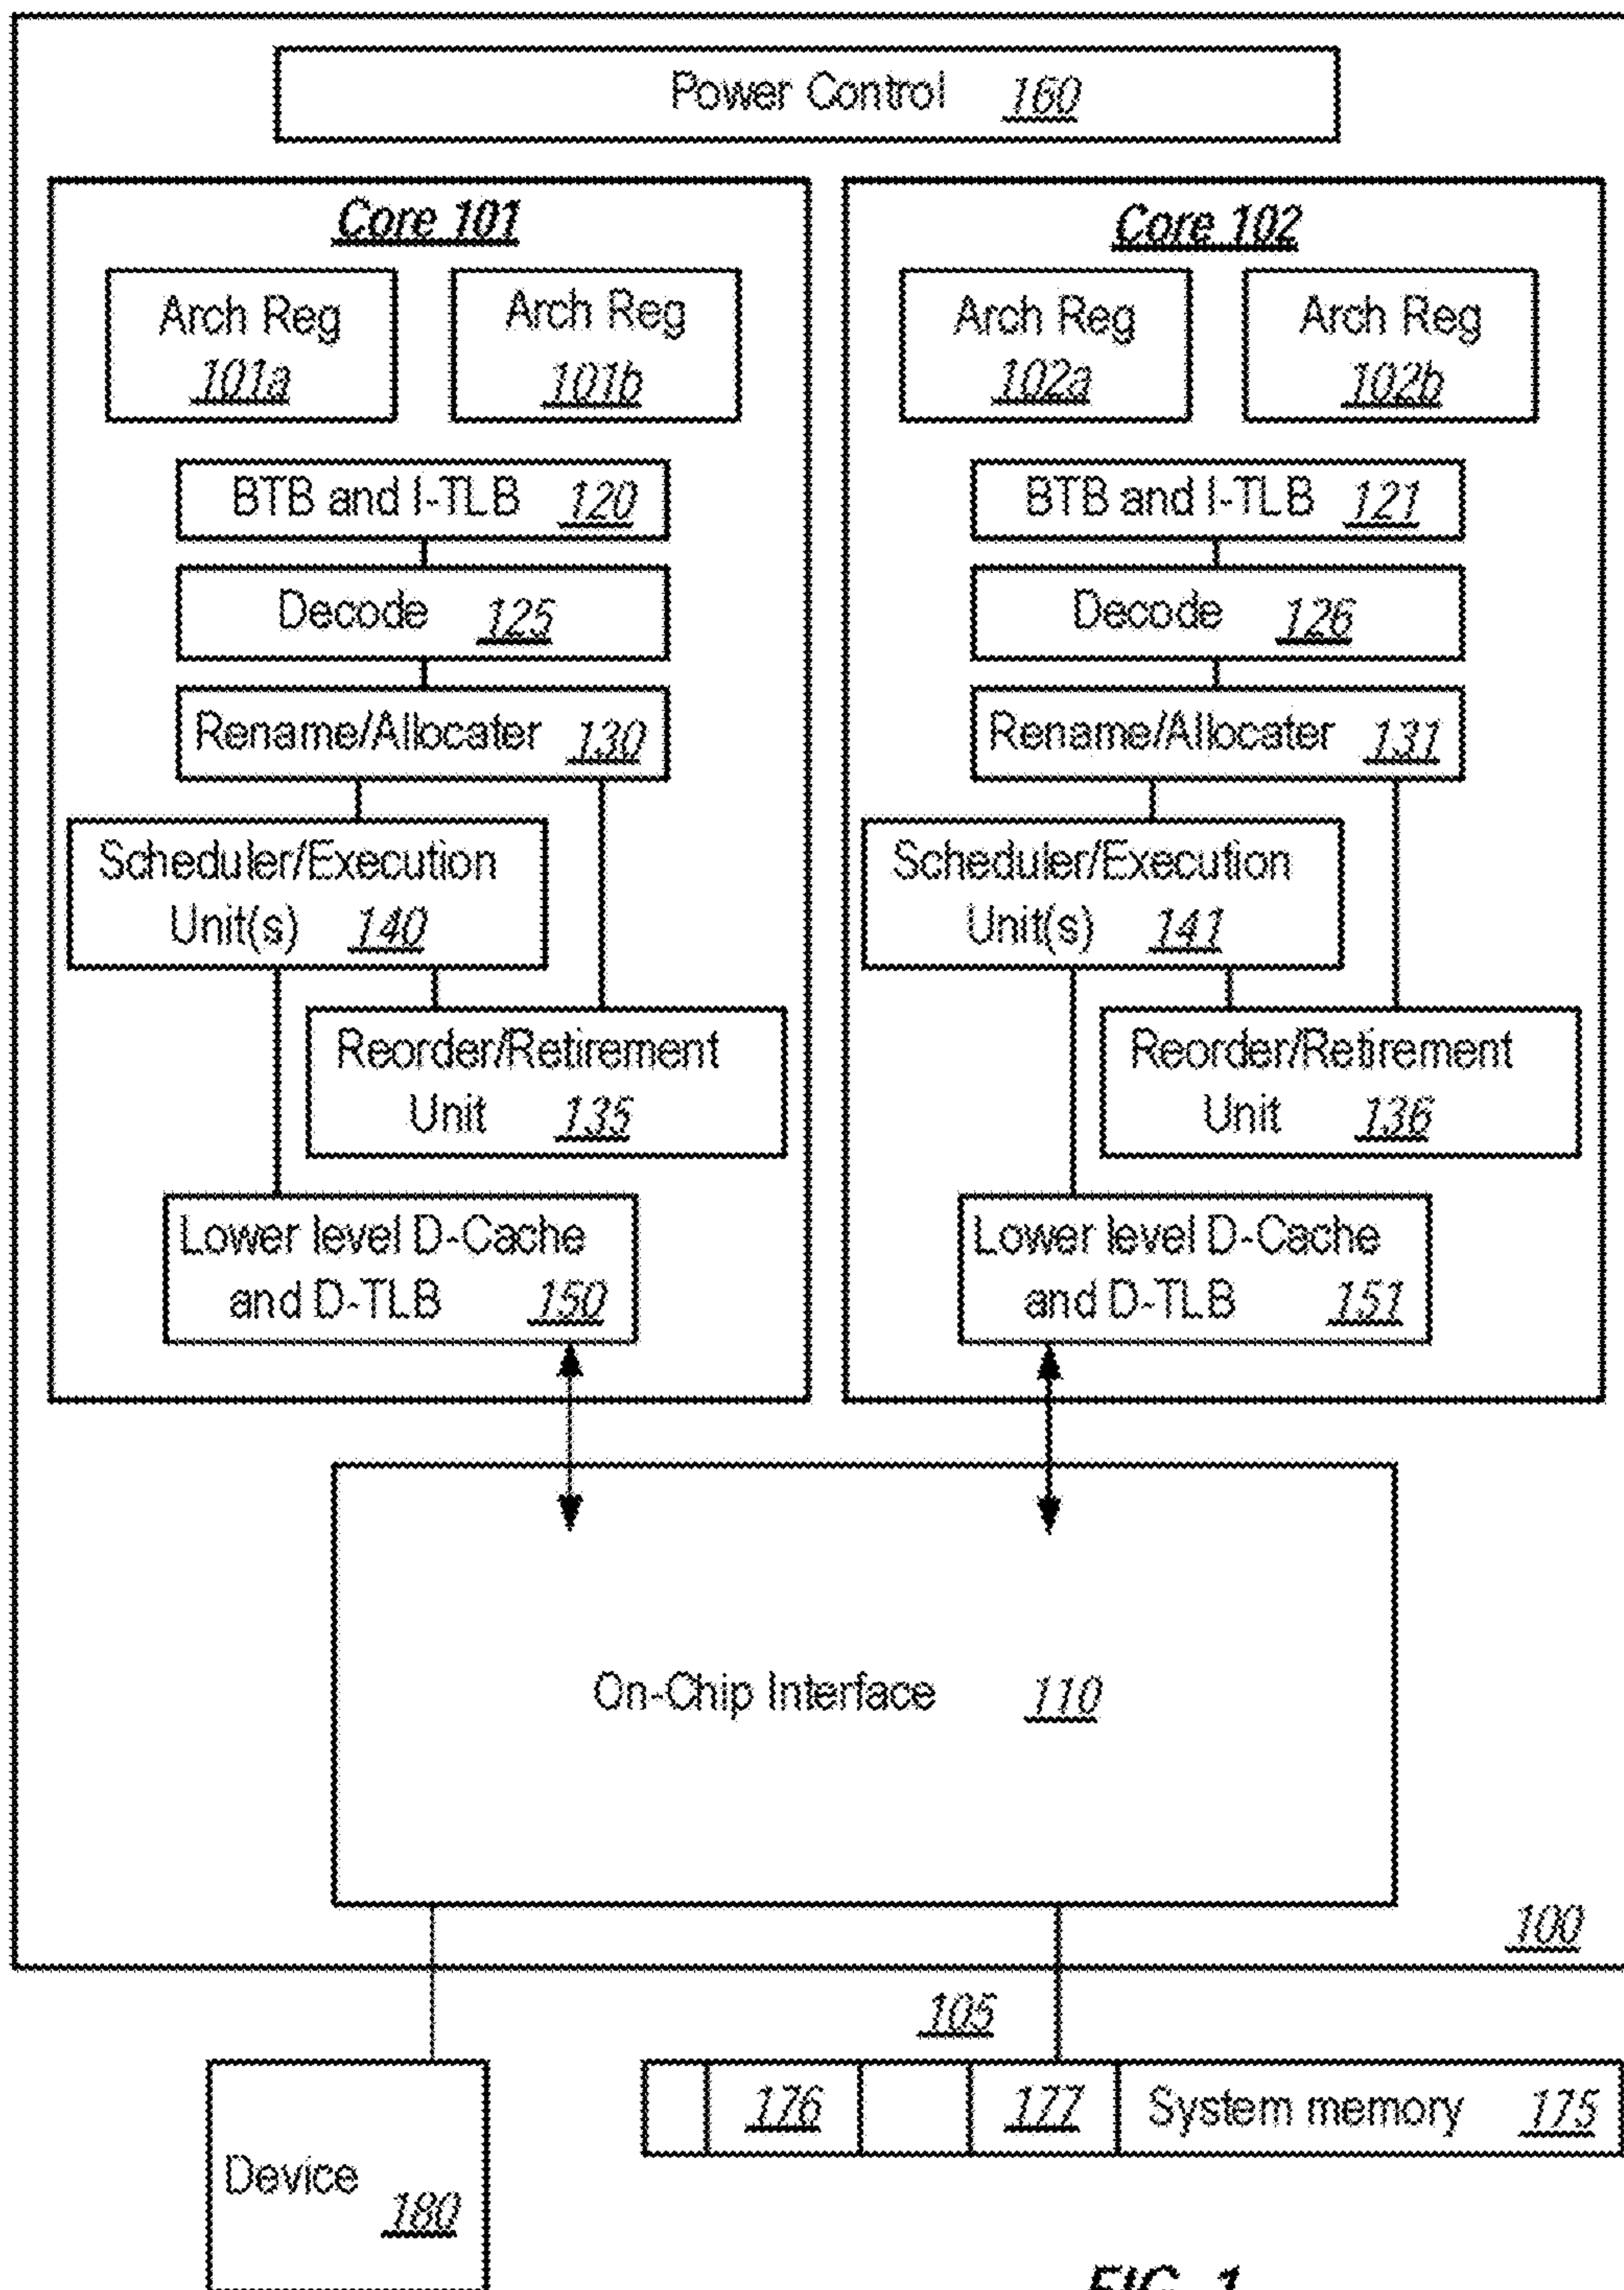 Power Control 160
Core 101
Arch Reg
101a
Arch Reg
101b
BTB and I-TLB 120
Decode 125
Rename/Allocater 130
Scheduler/Execution
Unit(s) 140
Reorder/Retirement
Unit 135
Lower level D-Cache
and D-TLB 150
Core 102
Arch Reg
102a
Arch Reg
102b
BTB and I-TLB 121
Decode 126
Rename/Allocater 131
Scheduler/Execution
Unit(s) 141
Reorder/Retirement
Unit 136
Lower level D-Cache
and D-TLB 151
On-Chip Interface 110
100
105
176 177 System memory 175
Device 180
FIG. 1